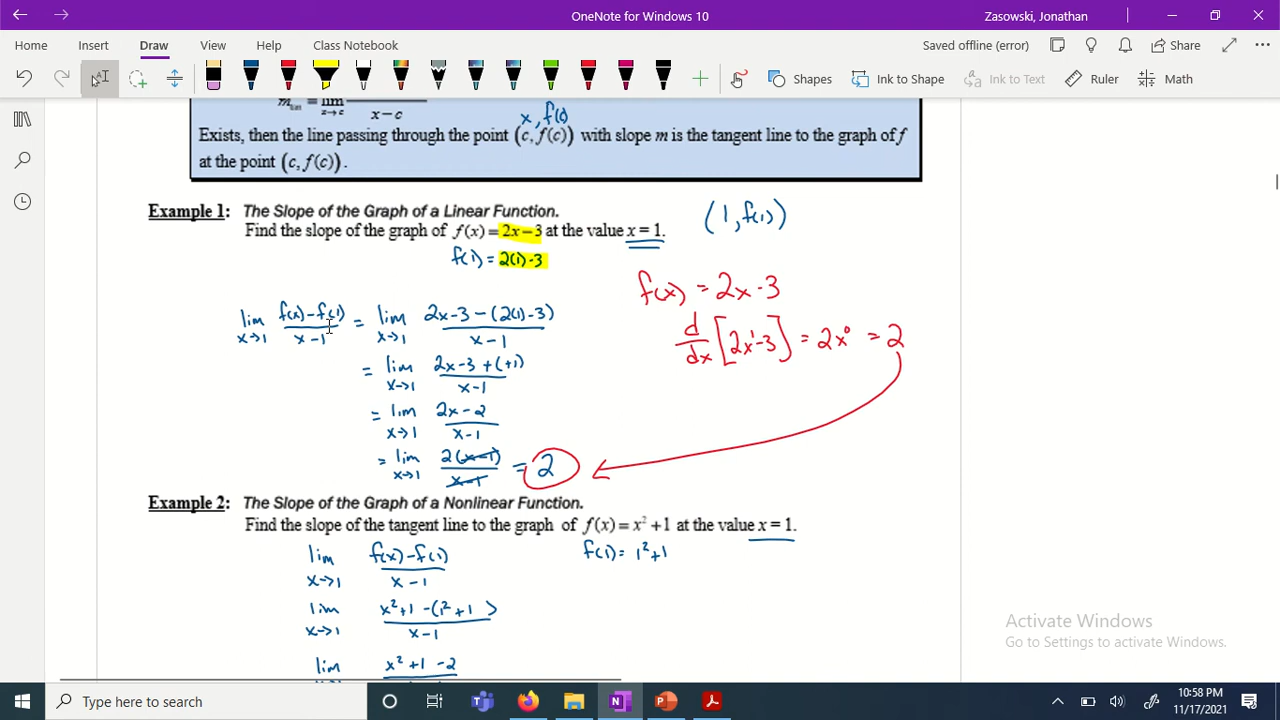 OneNote for Windows 10
Zasowski, Jonathan
Home Insert Draw View Help Class Notebook
Saved offline (error)
Share
Shapes
Ink to Shape
Ink to Text
Ruler
Math
x, f(1)
x−c
Exists, then the line passing through the point (c, f(c)) with slope m is the tangent line to the graph of f
at the point (c, f(c)).
Example 1: The Slope of the Graph of a Linear Function.
(1, f(1))
Find the slope of the graph of f(x) = 2x − 3 at the value x = 1.
f(1) = 2(1)-3
f(x) = 2x-3
d/dx [2x¹-3] = 2x⁰ = 2
lim x→1 f(x)-f(1) / x-1 = lim x→1 2x-3-(2(1)-3) / x-1
= lim x→1 2x-3+(+1) / x-1
= lim x→1 2x-2 / x-1
= lim x→1 2(x-1) / x-1 = 2
Example 2: The Slope of the Graph of a Nonlinear Function.
Find the slope of the tangent line to the graph of f(x) = x² + 1 at the value x = 1.
f(1) = 1²+1
lim x→1 f(x)-f(1) / x-1
lim x→1 x²+1-(1²+1) / x-1
lim x²+1-2
Activate Windows
Go to Settings to activate Windows.
Type here to search
10:58 PM
11/17/2021